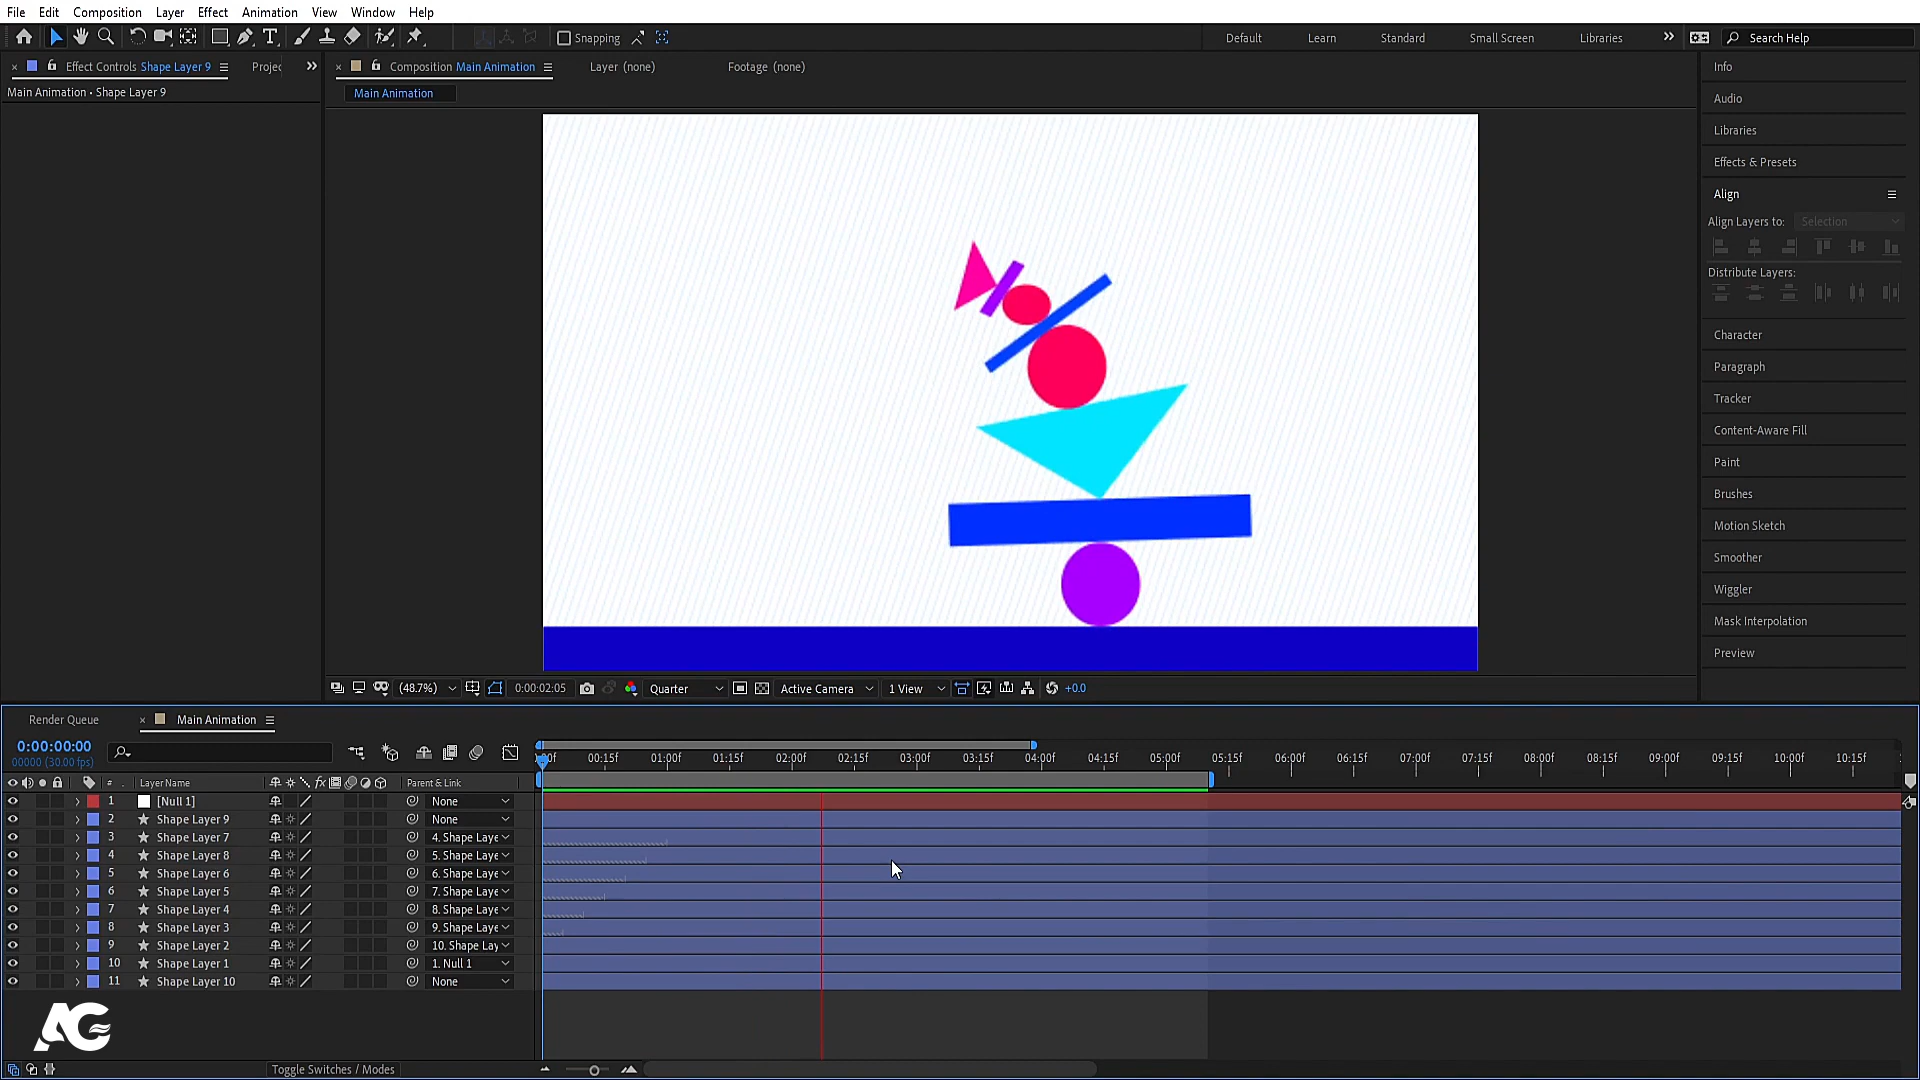 File Edit Composition Layer Effect Animation View Window Help
Snapping Default Learn Standard Small Screen Libraries Search Help
Effect Controls Shape Layer 9 Projec
Composition Main Animation Layer (none) Footage (none)
Main Animation • Shape Layer 9
Main Animation
Info
Audio
Libraries
Effects & Presets
Align
Align Layers to: Selection
Distribute Layers:
Character
Paragraph
Tracker
Content-Aware Fill
Paint
Brushes
Motion Sketch
Smoother
Wiggler
Mask Interpolation
Preview
(48.7%) 0:00:02:05 Quarter Active Camera 1 View +0.0
Render Queue Main Animation
0:00:00:00
00000 (30.00 fps)
00f 00:15f 01:00f 01:15f 02:00f 02:15f 03:00f 03:15f 04:00f 04:15f 05:00f 05:15f 06:00f 06:15f 07:00f 07:15f 08:00f 08:15f 09:00f 09:15f 10:00f 10:15f
# Layer Name fx Parent & Link
1 [Null 1] None
2 Shape Layer 9 None
3 Shape Layer 7 4. Shape Laye
4 Shape Layer 8 5. Shape Laye
5 Shape Layer 6 6. Shape Laye
6 Shape Layer 5 7. Shape Laye
7 Shape Layer 4 8. Shape Laye
8 Shape Layer 3 9. Shape Laye
9 Shape Layer 2 10. Shape Lay
10 Shape Layer 1 1. Null 1
11 Shape Layer 10 None
AG
Toggle Switches / Modes